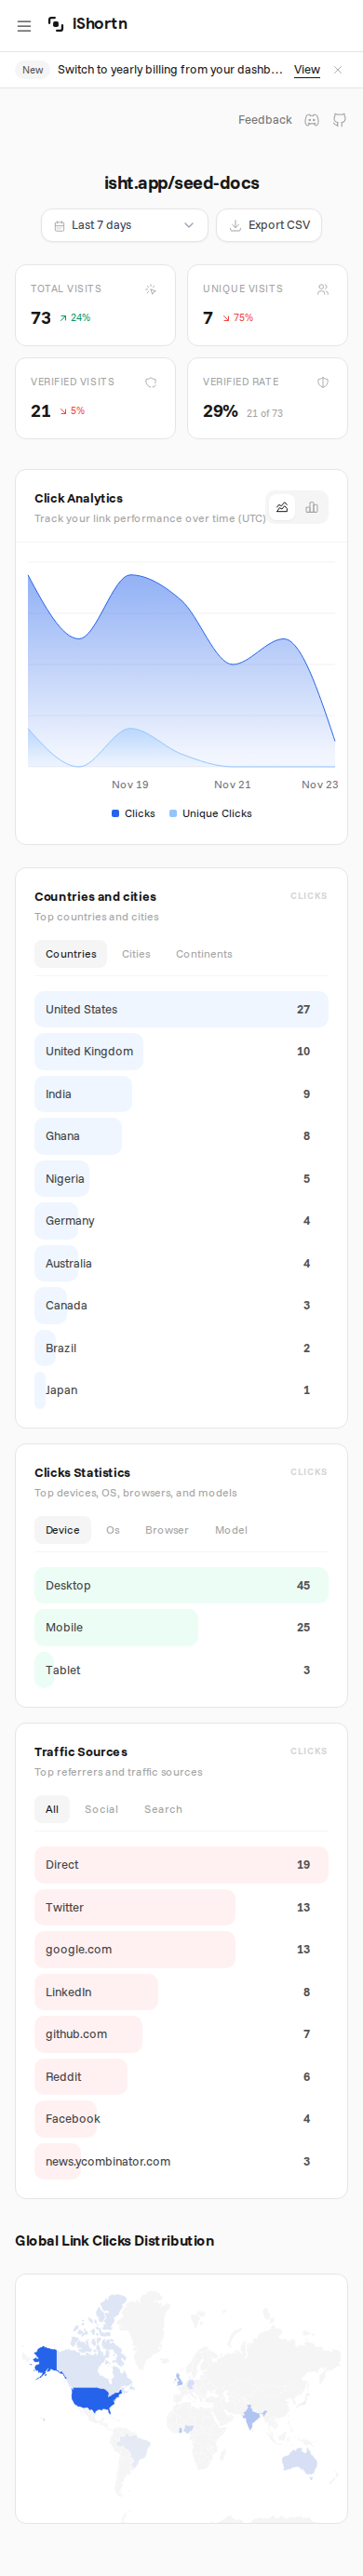 IShortn
New Switch to yearly billing from your dashb... View
Feedback
isht.app/seed-docs
Last 7 days Export CSV
TOTAL VISITS
73 24%
UNIQUE VISITS
7 75%
VERIFIED VISITS
21 5%
VERIFIED RATE
29% 21 of 73
Click Analytics
Track your link performance over time (UTC)
Nov 19 Nov 21 Nov 23
Clicks Unique Clicks
Countries and cities CLICKS
Top countries and cities
Countries Cities Continents
United States 27
United Kingdom 10
India 9
Ghana 8
Nigeria 5
Germany 4
Australia 4
Canada 3
Brazil 2
Japan 1
Clicks Statistics CLICKS
Top devices, OS, browsers, and models
Device Os Browser Model
Desktop 45
Mobile 25
Tablet 3
Traffic Sources CLICKS
Top referrers and traffic sources
All Social Search
Direct 19
Twitter 13
google.com 13
LinkedIn 8
github.com 7
Reddit 6
Facebook 4
news.ycombinator.com 3
Global Link Clicks Distribution